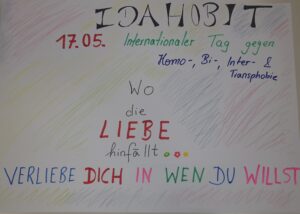 IDAHOBIT
17.05. Internationaler Tag gegen
Homo-, Bi-, Inter- &
Transphobie
Wo
die
LIEBE
hinfällt...
VERLIEBE DICH IN WEN DU WILLST